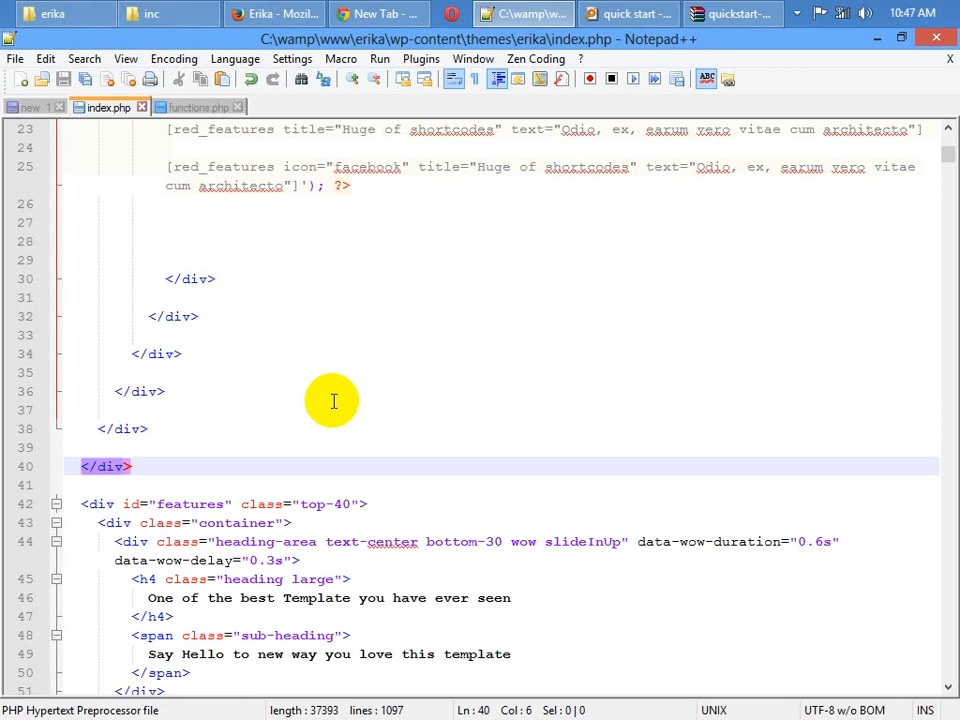 erika
inc
Erika - Mozil...
New Tab - ...
C:\wamp\w...
quick start -...
quickstart-...
10:47 AM
C:\wamp\www\erika\wp-content\themes\erika\index.php - Notepad++
File Edit Search View Encoding Language Settings Macro Run Plugins Window Zen Coding ? X
new 1 index.php functions.php
23 [red_features title="Huge of shortcodes" text="Odio, ex, earum vero vitae cum architecto"]
24
25 [red_features icon="facebook" title="Huge of shortcodes" text="Odio, ex, earum vero vitae
cum architecto"]'); ?>
26
27
28
29
30 </div>
31
32 </div>
33
34 </div>
35
36 </div>
37
38 </div>
39
40 </div>
41
42 <div id="features" class="top-40">
43 <div class="container">
44 <div class="heading-area text-center bottom-30 wow slideInUp" data-wow-duration="0.6s"
data-wow-delay="0.3s">
45 <h4 class="heading large">
46 One of the best Template you have ever seen
47 </h4>
48 <span class="sub-heading">
49 Say Hello to new way you love this template
50 </span>
51 </div>
PHP Hypertext Preprocessor file length : 37393 lines : 1097 Ln : 40 Col : 6 Sel : 0 | 0 UNIX UTF-8 w/o BOM INS